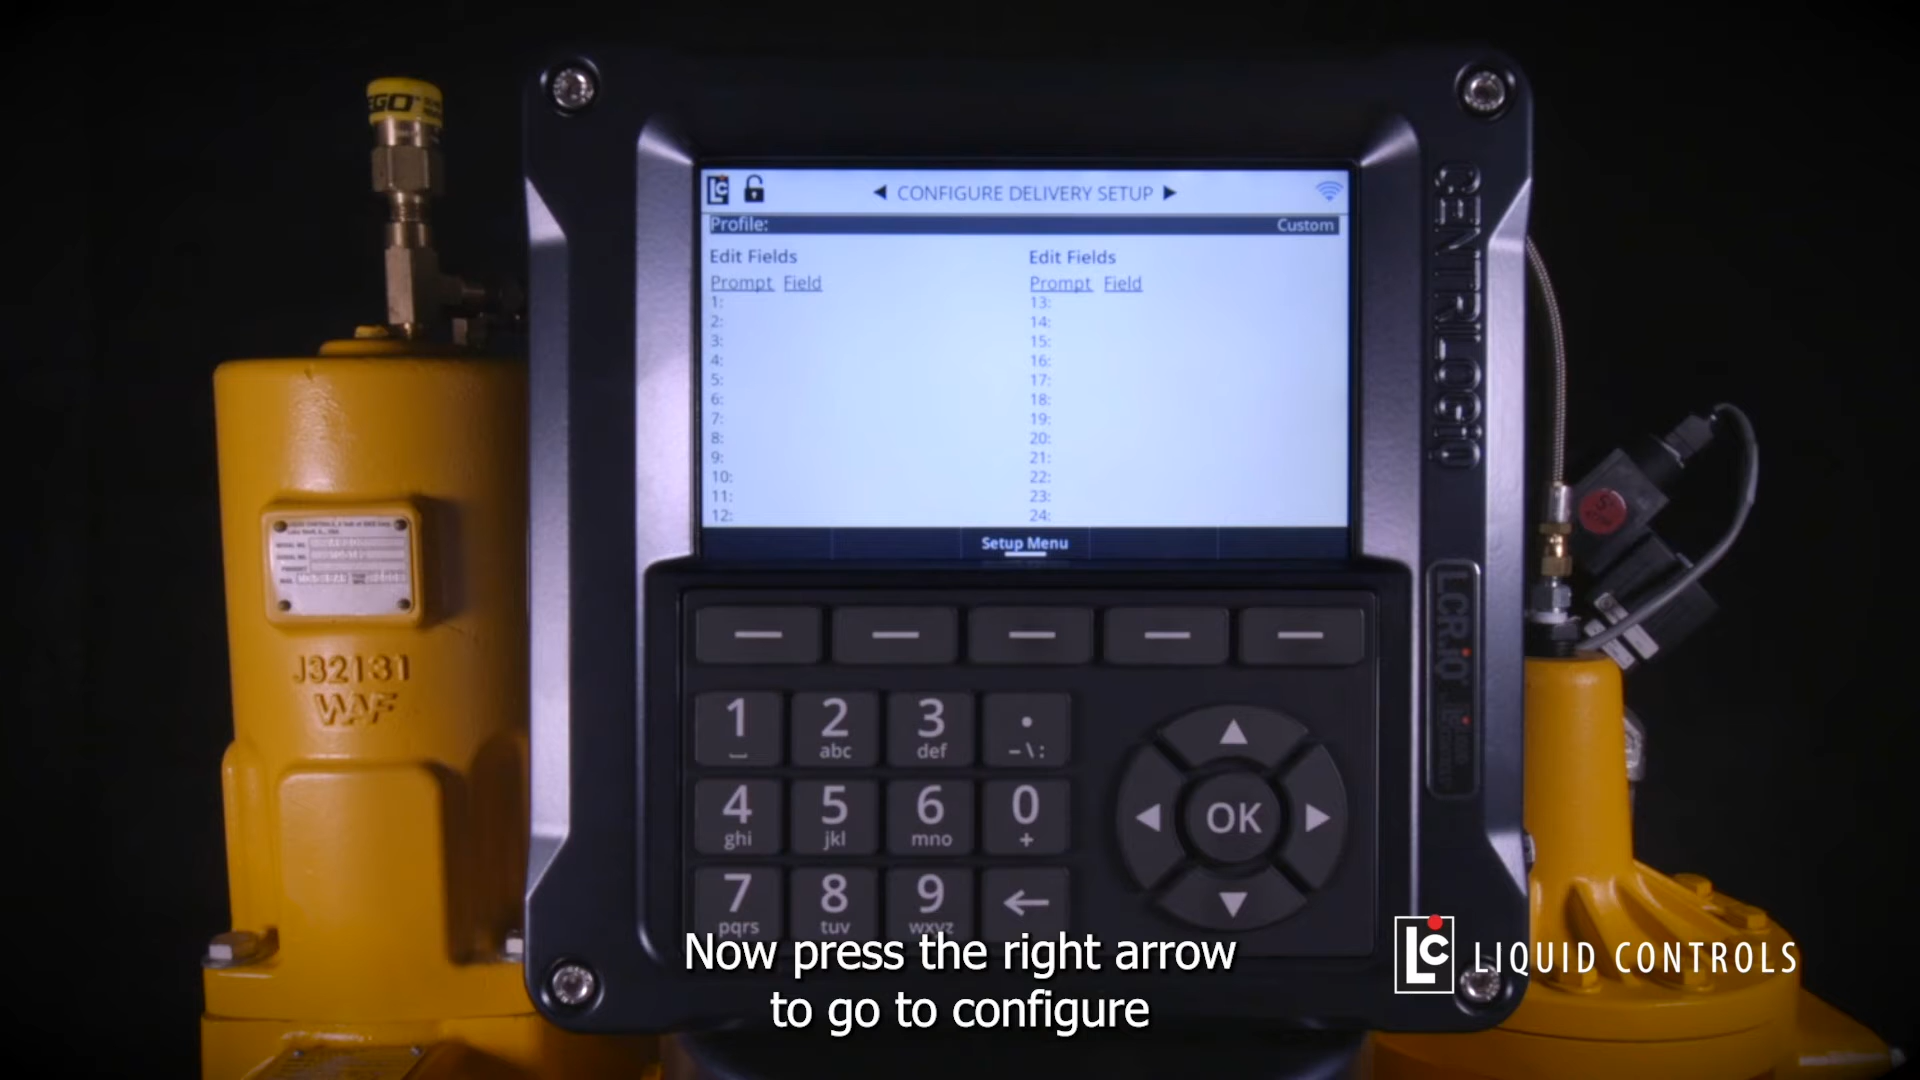 EGO
LC
CONFIGURE DELIVERY SETUP
Profile: Custom
Edit Fields
Prompt Field
1:
2:
3:
4:
5:
6:
7:
8:
9:
10:
11:
12:
Edit Fields
Prompt Field
13:
14:
15:
16:
17:
18:
19:
20:
21:
22:
23:
24:
Setup Menu
CENTRILOGIQ
LCR.iQ
J32131
WAF
1
2
abc
3
def
.
- \ :
4
ghi
5
jkl
6
mno
0
+
7
pqrs
8
tuv
9
wxyz
OK
Now press the right arrow
to go to configure
LC LIQUID CONTROLS